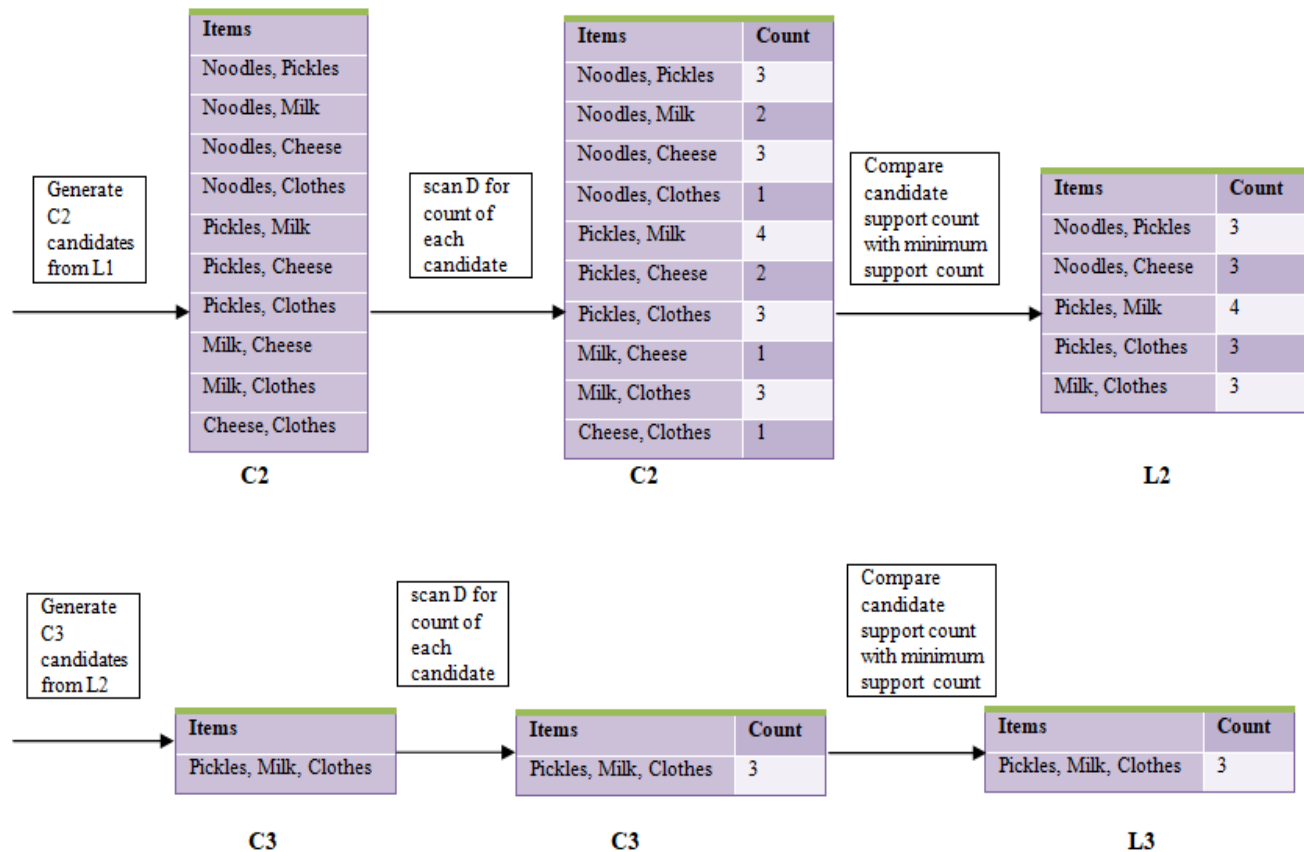 Items
Noodles, Pickles
Noodles, Milk
Noodles, Cheese
Noodles, Clothes
Pickles, Milk
Pickles, Cheese
Pickles, Clothes
Milk, Cheese
Milk, Clothes
Cheese, Clothes
C2
Generate
C2
candidates
from L1
scan D for
count of
each
candidate
Items Count
Noodles, Pickles 3
Noodles, Milk 2
Noodles, Cheese 3
Noodles, Clothes 1
Pickles, Milk 4
Pickles, Cheese 2
Pickles, Clothes 3
Milk, Cheese 1
Milk, Clothes 3
Cheese, Clothes 1
C2
Compare
candidate
support count
with minimum
support count
Items Count
Noodles, Pickles 3
Noodles, Cheese 3
Pickles, Milk 4
Pickles, Clothes 3
Milk, Clothes 3
L2
Generate
C3
candidates
from L2
Items
Pickles, Milk, Clothes
C3
scan D for
count of
each
candidate
Items Count
Pickles, Milk, Clothes 3
C3
Compare
candidate
support count
with minimum
support count
Items Count
Pickles, Milk, Clothes 3
L3